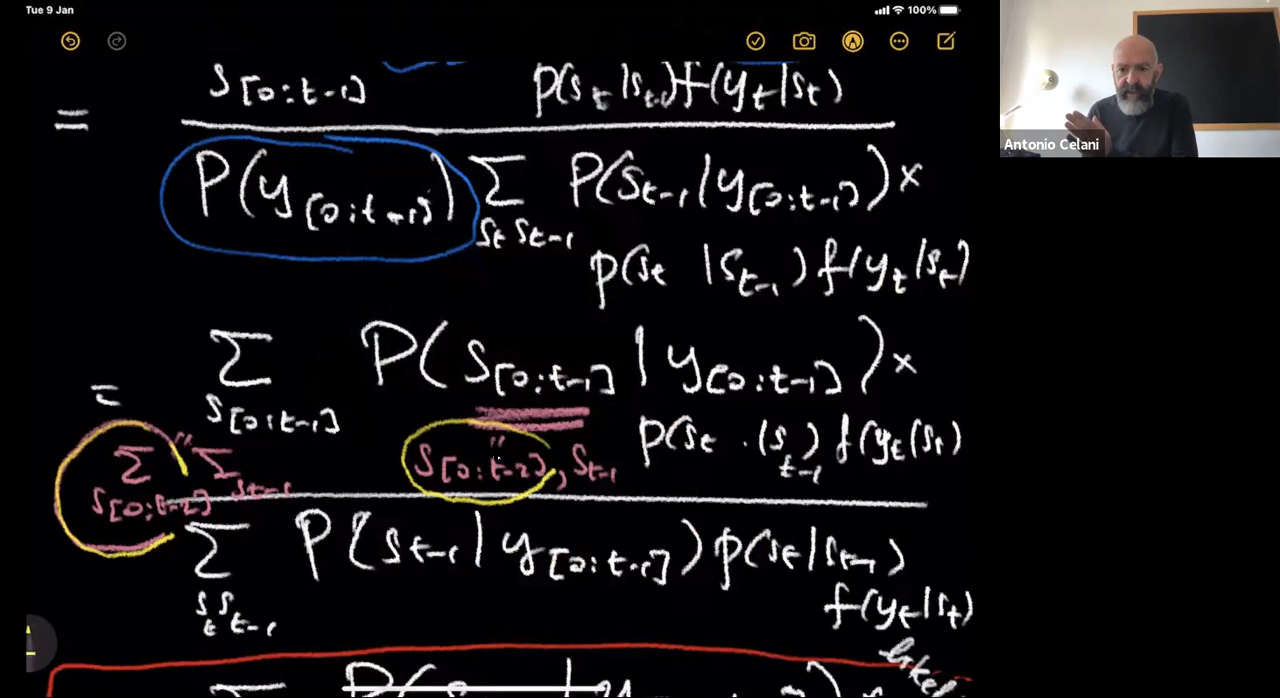 Tue 9 Jan 100%
S[0:t-1] p(st|st-1) f(yt|st)
=
P(y[0:t-1]) Σ P(st-1|y[0:t-1]) ×
st st-1
p(st |st-1) f(yt|st)
Σ P(S[0:t-1] | y[0:t-1]) ×
=
S[0:t-1] p(st . |st-1) f(yt|st)
" "
Σ Σ S[0:t-2], St-1
S[0:t-2] St-1
Σ P(st-1 | y[0:t-1]) p(st|st-1)
st st-1 f(yt|st)
Antonio Celani